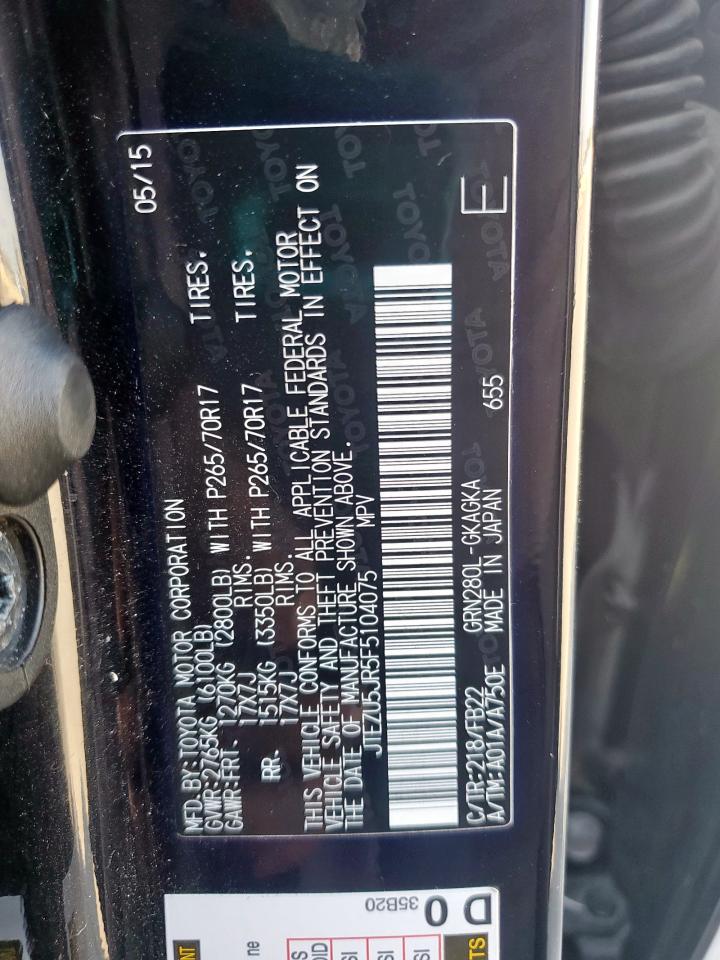 MFD. BY:TOYOTA MOTOR CORPORATION 05/15
GVWR:2765KG (6100LB)
GAWR:FRT. 1270KG (2800LB) WITH P265/70R17 TIRES.
17X7J RIMS.
RR. 1515KG (3350LB) WITH P265/70R17 TIRES.
17X7J RIMS.
THIS VEHICLE CONFORMS TO ALL APPLICABLE FEDERAL MOTOR
VEHICLE SAFETY AND THEFT PREVENTION STANDARDS IN EFFECT ON
THE DATE OF MANUFACTURE SHOWN ABOVE.
JTEZU5JR5F5104075 MPV
C/TR:218/FB22 GRN280L-GKAGKA
A/TM:A01A/A750E MADE IN JAPAN 655
E
D 0
35B20